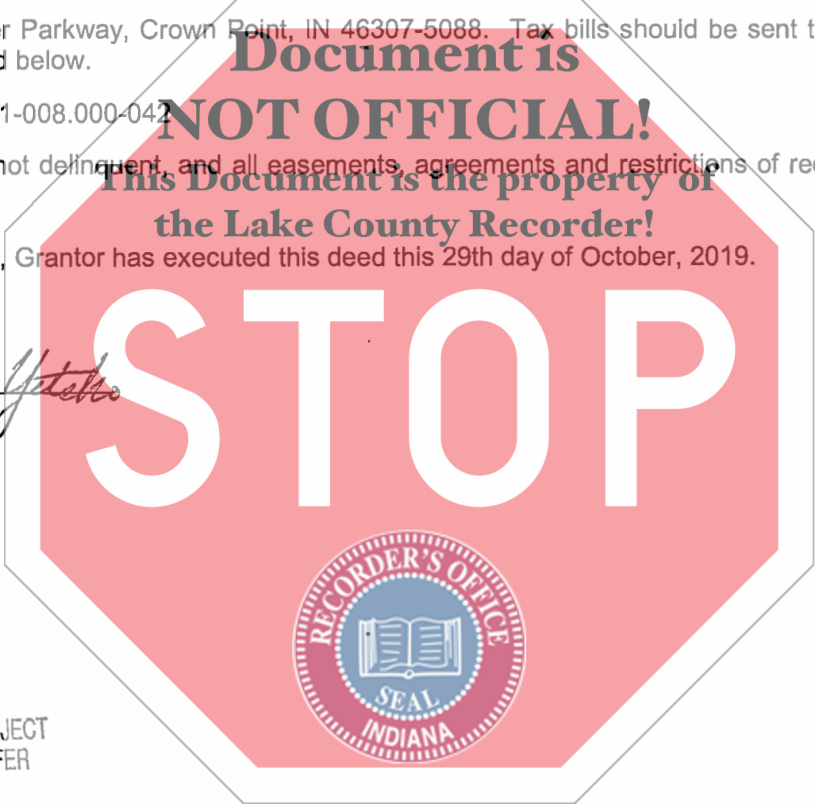 r Parkway, Crown Point, IN 46307-5088. Tax bills should be sent t
d below.
Document is
1-008.000-042
NOT OFFICIAL!
not delinquent, and all easements, agreements and restrictions of rec
This Document is the property of
the Lake County Recorder!
, Grantor has executed this deed this 29th day of October, 2019.
STOP
RECORDER'S OFFICE
SEAL
INDIANA
JECT
FER